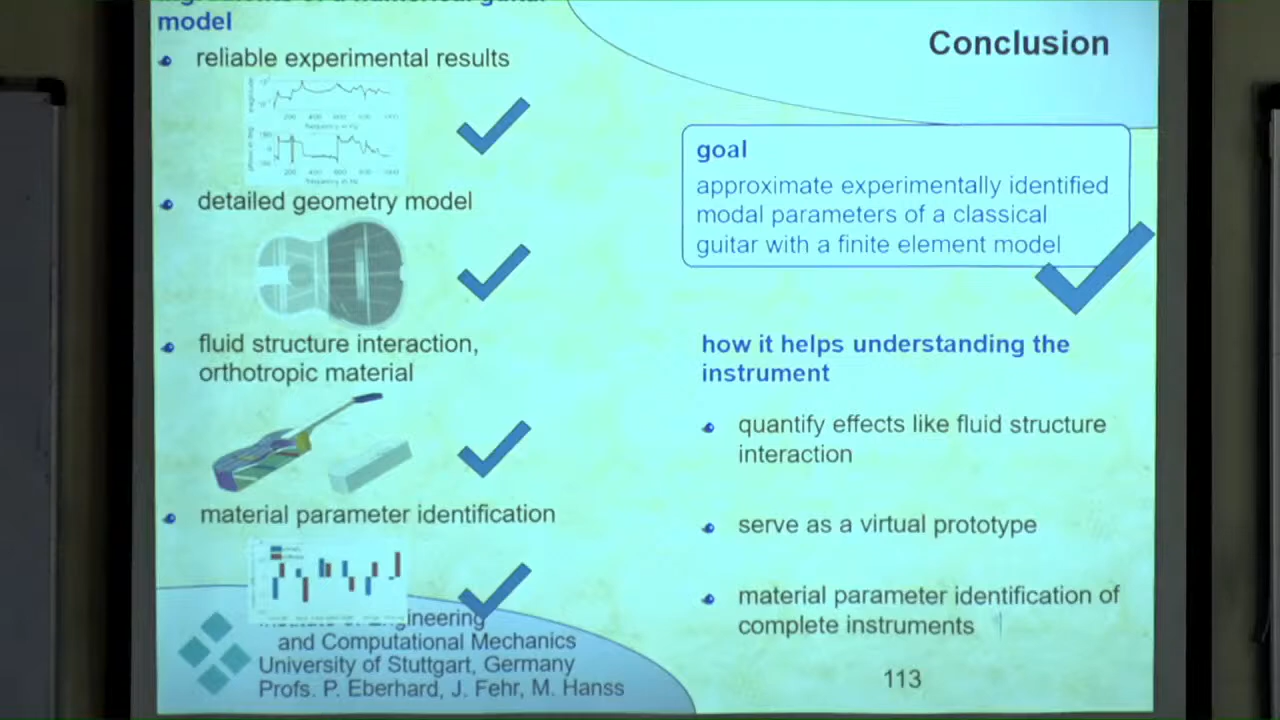 model
reliable experimental results
detailed geometry model
fluid structure interaction,
orthotropic material
material parameter identification
and Computational Mechanics
University of Stuttgart, Germany
Profs. P. Eberhard, J. Fehr, M. Hanss
Conclusion
goal
approximate experimentally identified
modal parameters of a classical
guitar with a finite element model
how it helps understanding the
instrument
quantify effects like fluid structure
interaction
serve as a virtual prototype
material parameter identification of
complete instruments
113